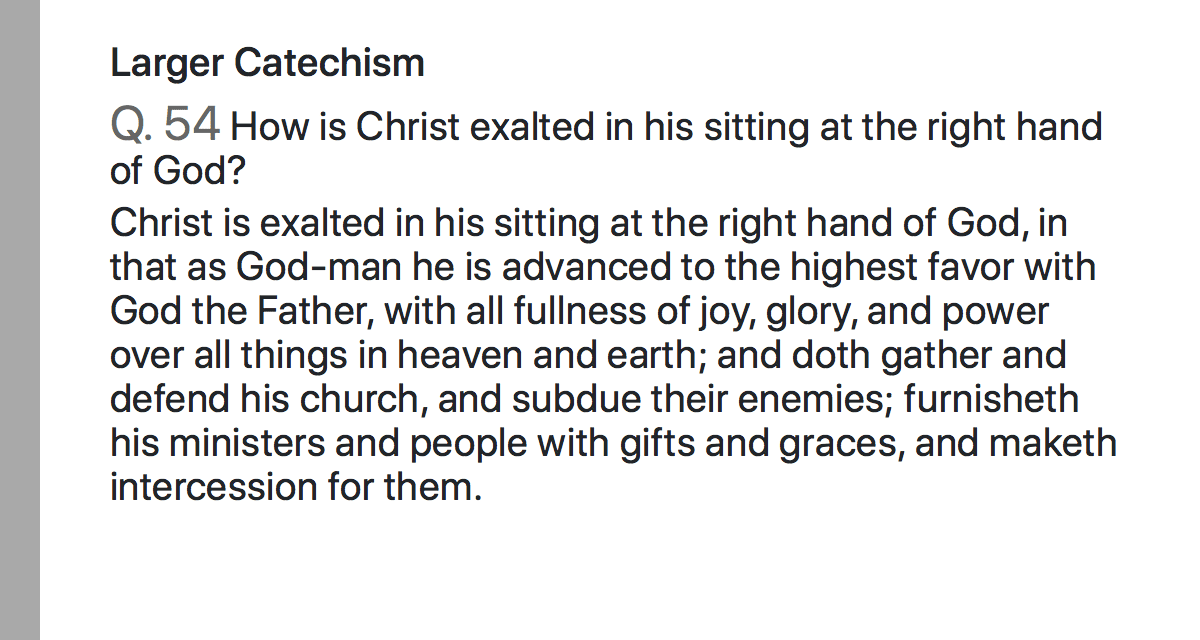 Larger Catechism
Q. 54 How is Christ exalted in his sitting at the right hand
of God?
Christ is exalted in his sitting at the right hand of God, in
that as God-man he is advanced to the highest favor with
God the Father, with all fullness of joy, glory, and power
over all things in heaven and earth; and doth gather and
defend his church, and subdue their enemies; furnisheth
his ministers and people with gifts and graces, and maketh
intercession for them.